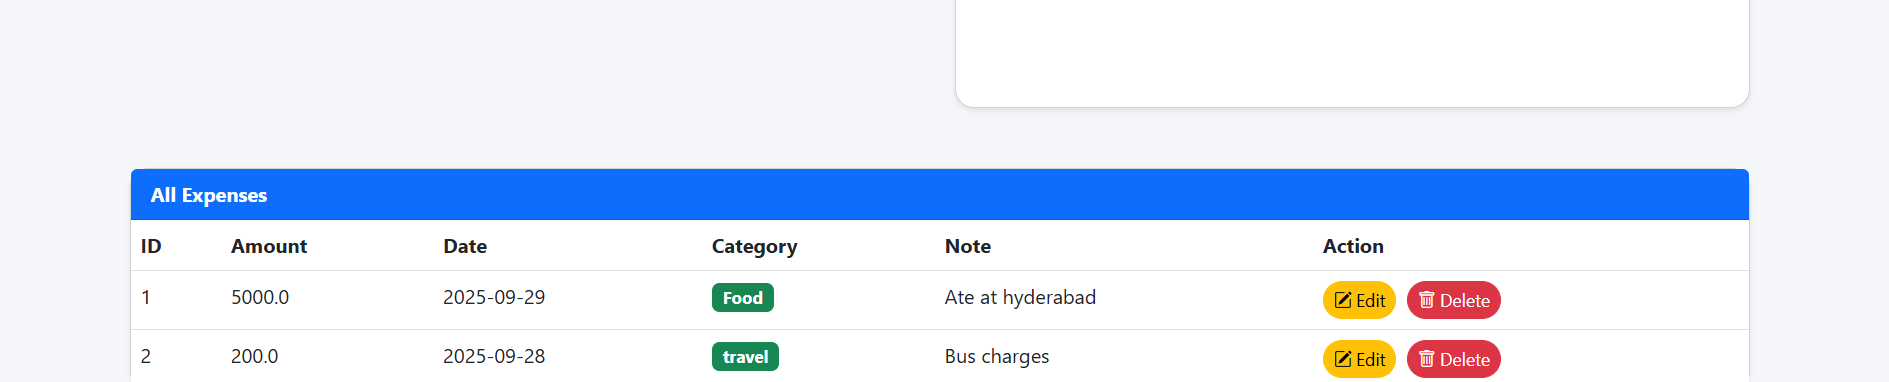 All Expenses
ID Amount Date Category Note Action
1 5000.0 2025-09-29 Food Ate at hyderabad Edit Delete
2 200.0 2025-09-28 travel Bus charges Edit Delete